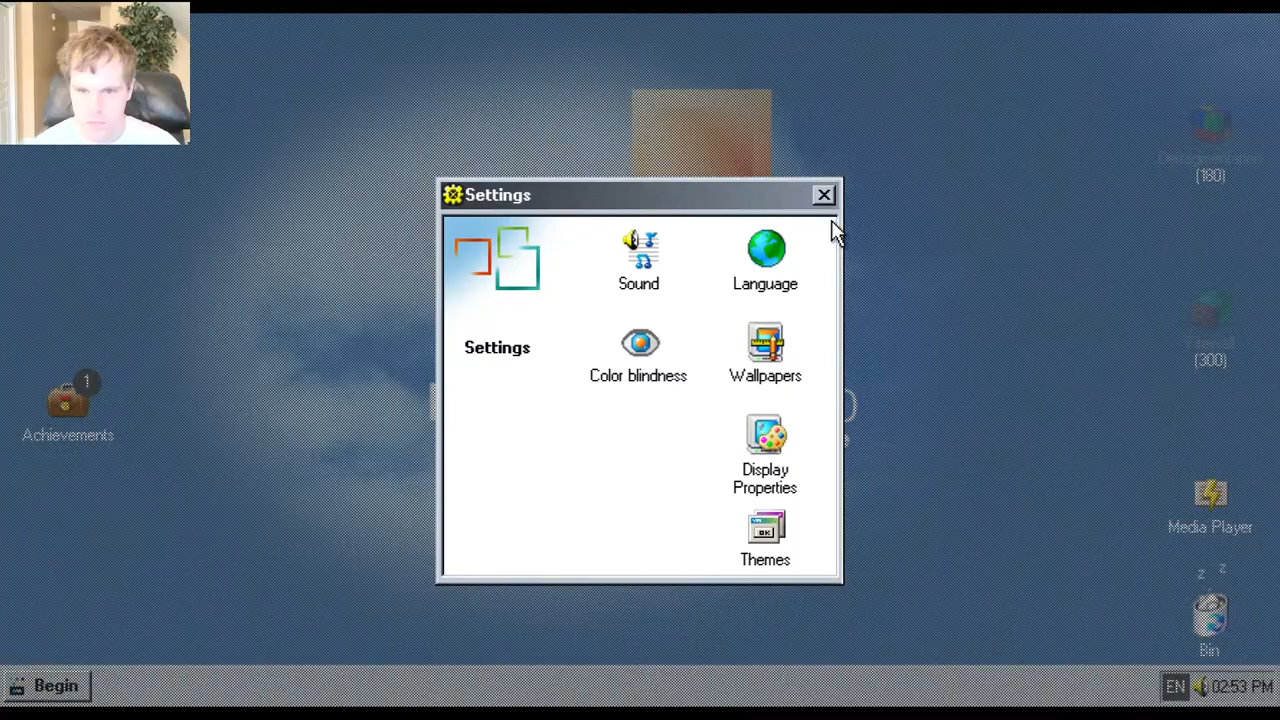 Settings
Sound
Language
Settings
Color blindness
Wallpapers
Display
Properties
Themes
Defragmentation
(180)
(300)
1
Achievements
Media Player
z z
Bin
Begin
EN
02:53 PM